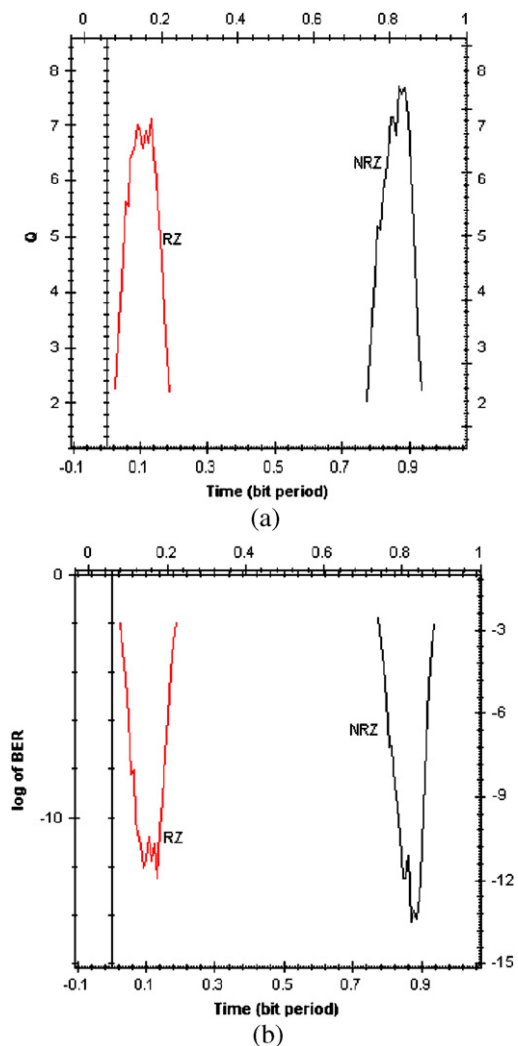 0 0.2 0.4 0.6 0.8 1
8 8
7 7
NRZ
6 6
RZ
Q
5 5
4 4
3 3
2 2
-0.1 0.1 0.3 0.5 0.7 0.9
Time (bit period)
(a)
0 0.2 0.4 0.6 0.8 1
0
-3
-6
NRZ
log of BER
-9
-10
RZ
-12
-15
-0.1 0.1 0.3 0.5 0.7 0.9
Time (bit period)
(b)